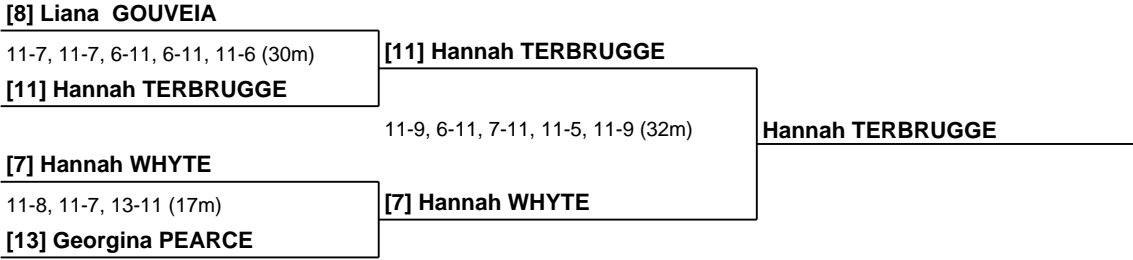 [8] Liana  GOUVEIA
11-7, 11-7, 6-11, 6-11, 11-6 (30m)
[11] Hannah TERBRUGGE
[11] Hannah TERBRUGGE
11-9, 6-11, 7-11, 11-5, 11-9 (32m)
Hannah TERBRUGGE
[7] Hannah WHYTE
11-8, 11-7, 13-11 (17m)
[7] Hannah WHYTE
[13] Georgina PEARCE